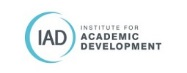 IAD
INSTITUTE FOR
ACADEMIC
DEVELOPMENT